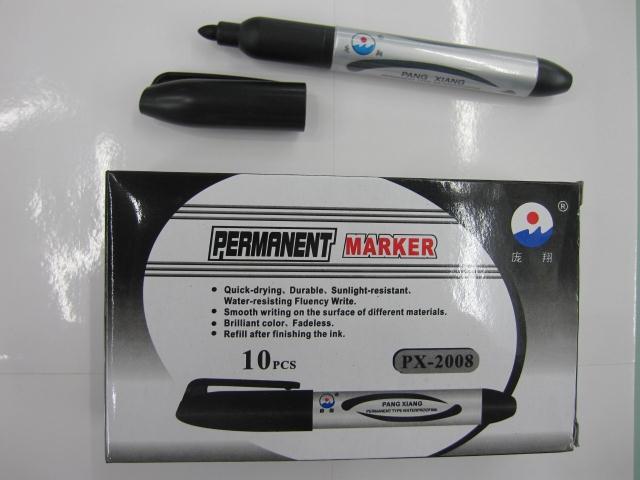 PANG XIANG
PERMANENT MARKER
®
庞 翔
Quick-drying、Durable、Sunlight-resistant.
Water-resisting Fluency Write.
Smooth writing on the surface of different materials.
Brilliant color、Fadeless.
Refill after finishing the ink.
10PCS
PX-2008
PANG XIANG
PERMANENT TYPE WATERPROOFINK